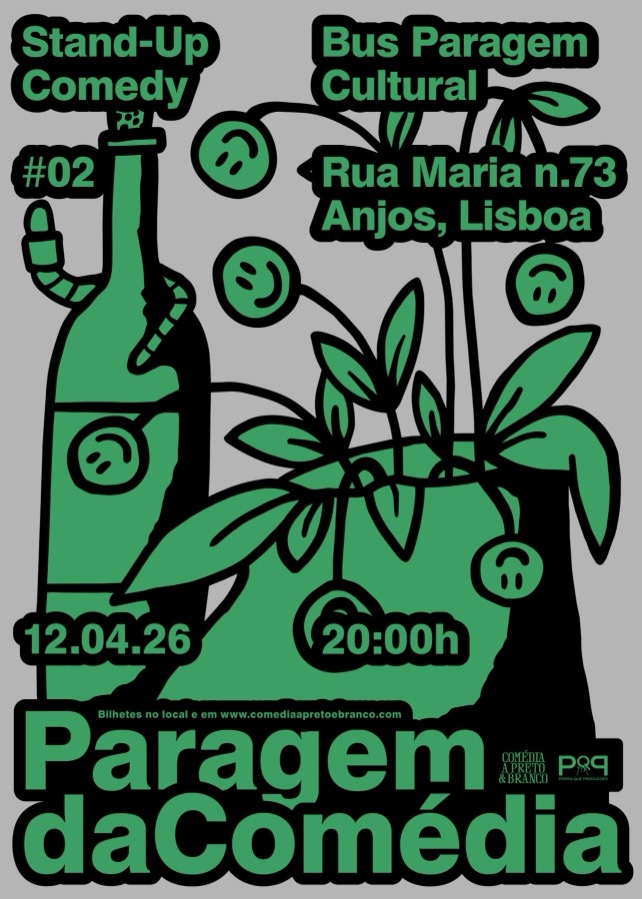 Stand-Up
Comedy
Bus Paragem
Cultural
#02
Rua Maria n.73
Anjos, Lisboa
12.04.26
20:00h
Bilhetes no local e em www.comediaapretoebranco.com
Paragem
daComédia
COMÉDIA
A PRETO
& BRANCO
PQP
PORRA QUE PRODUÇÕES